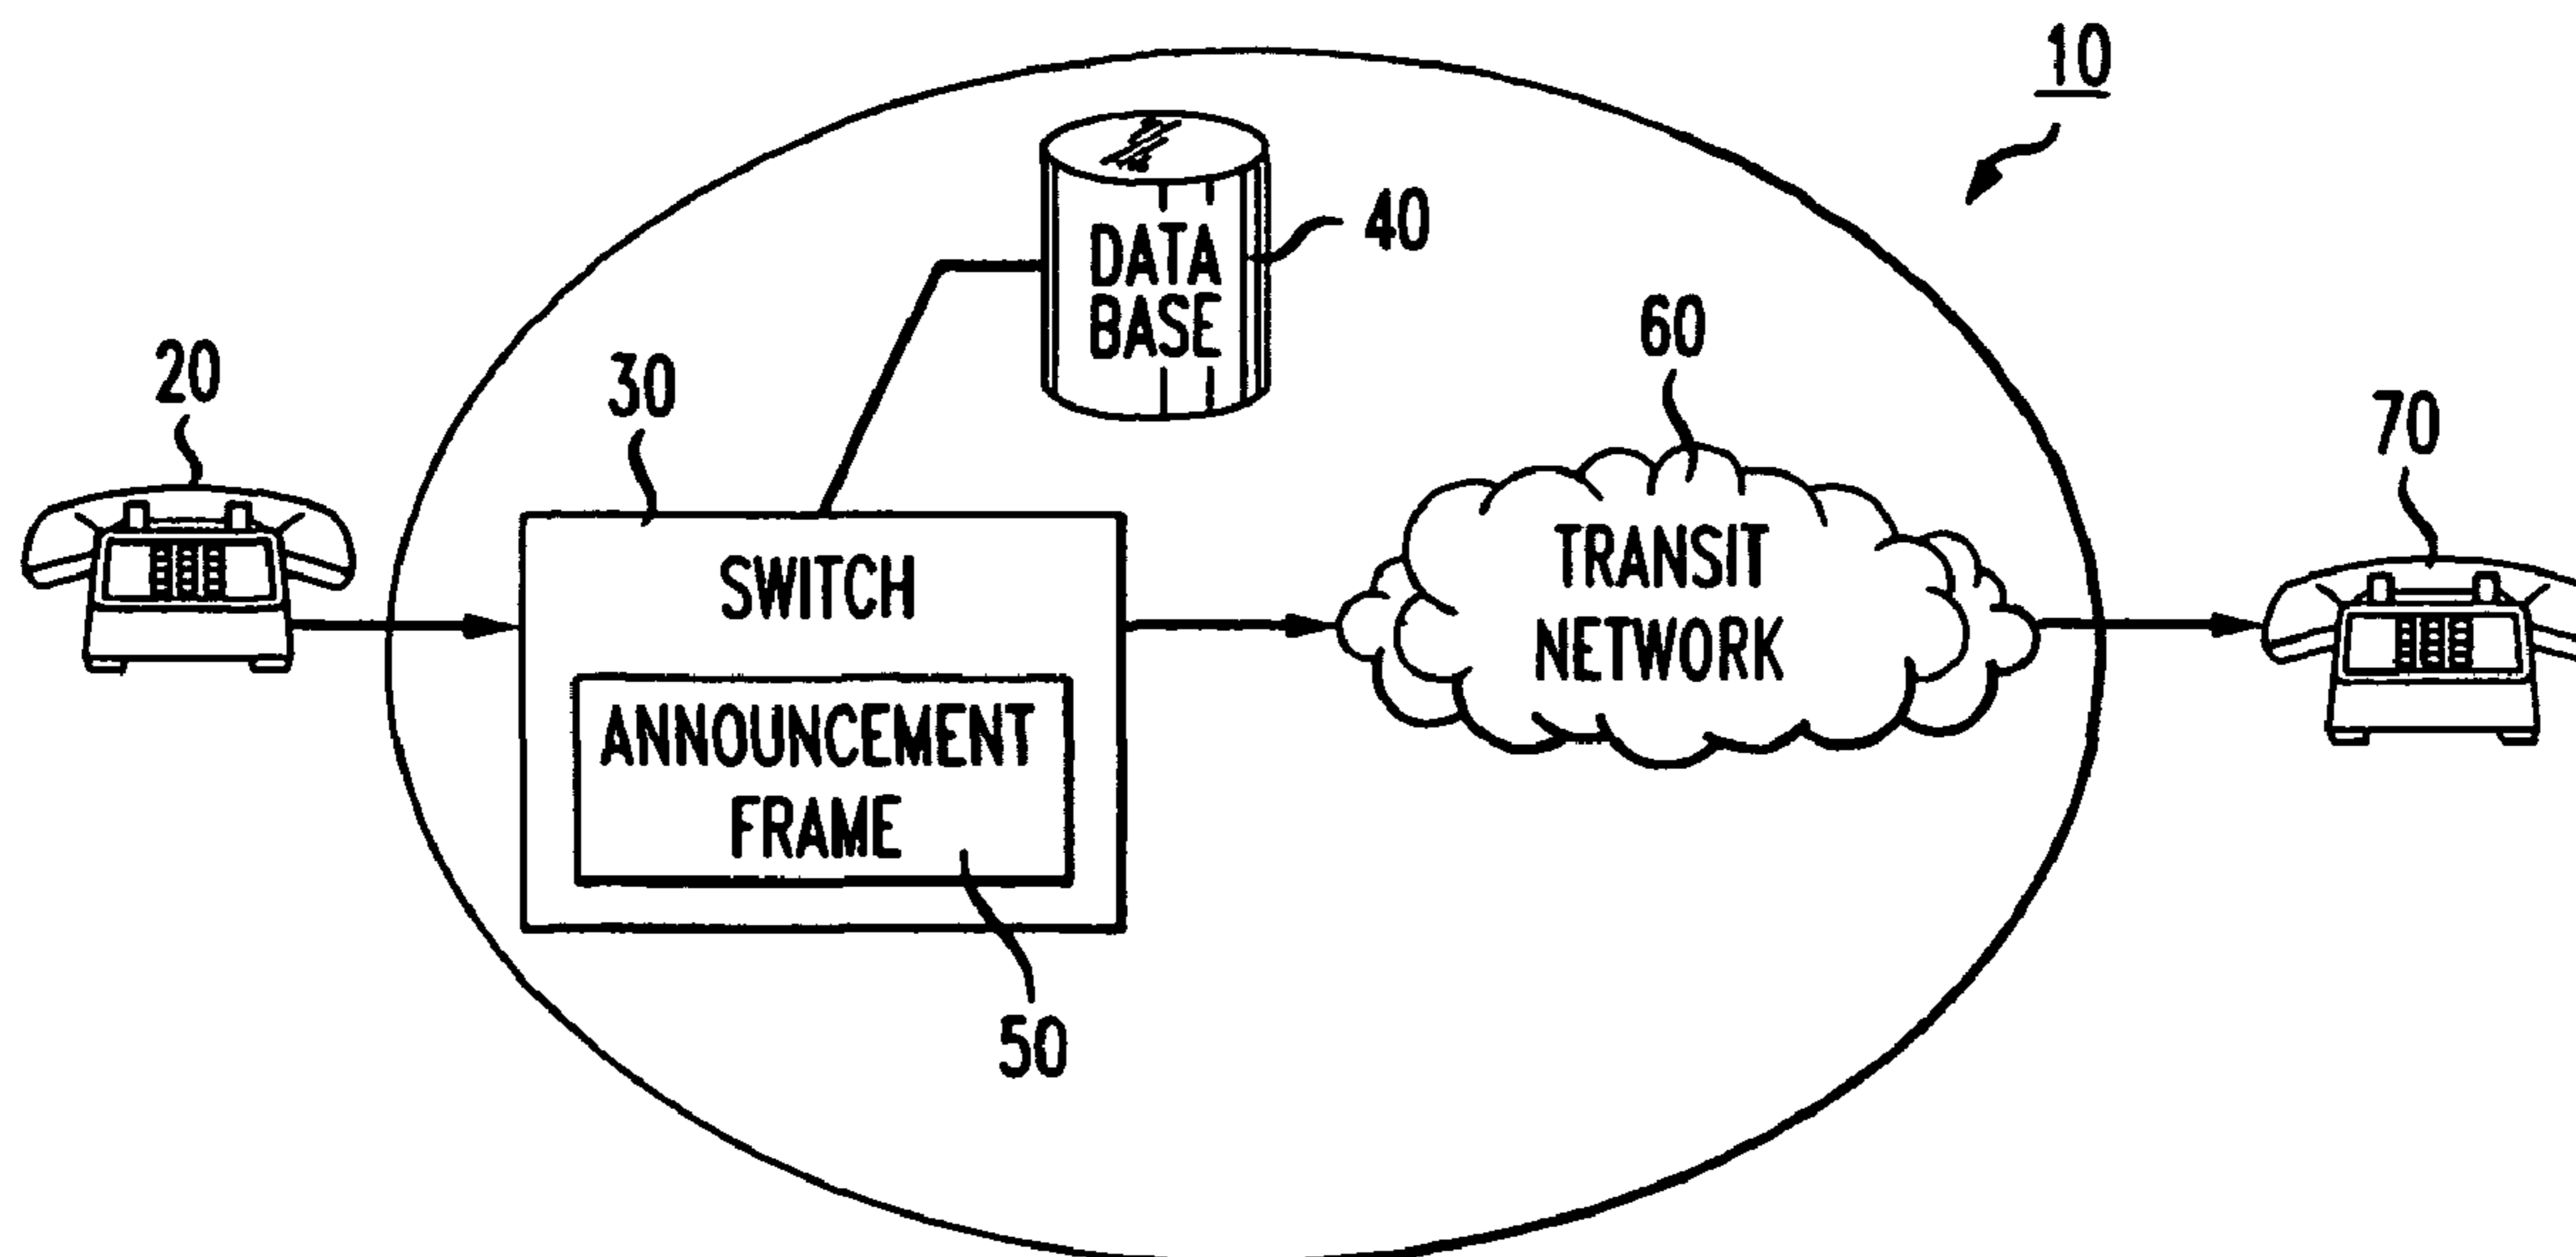 10
DATA
BASE
40
60
20
30
70
SWITCH
TRANSIT
NETWORK
ANNOUNCEMENT
FRAME
50